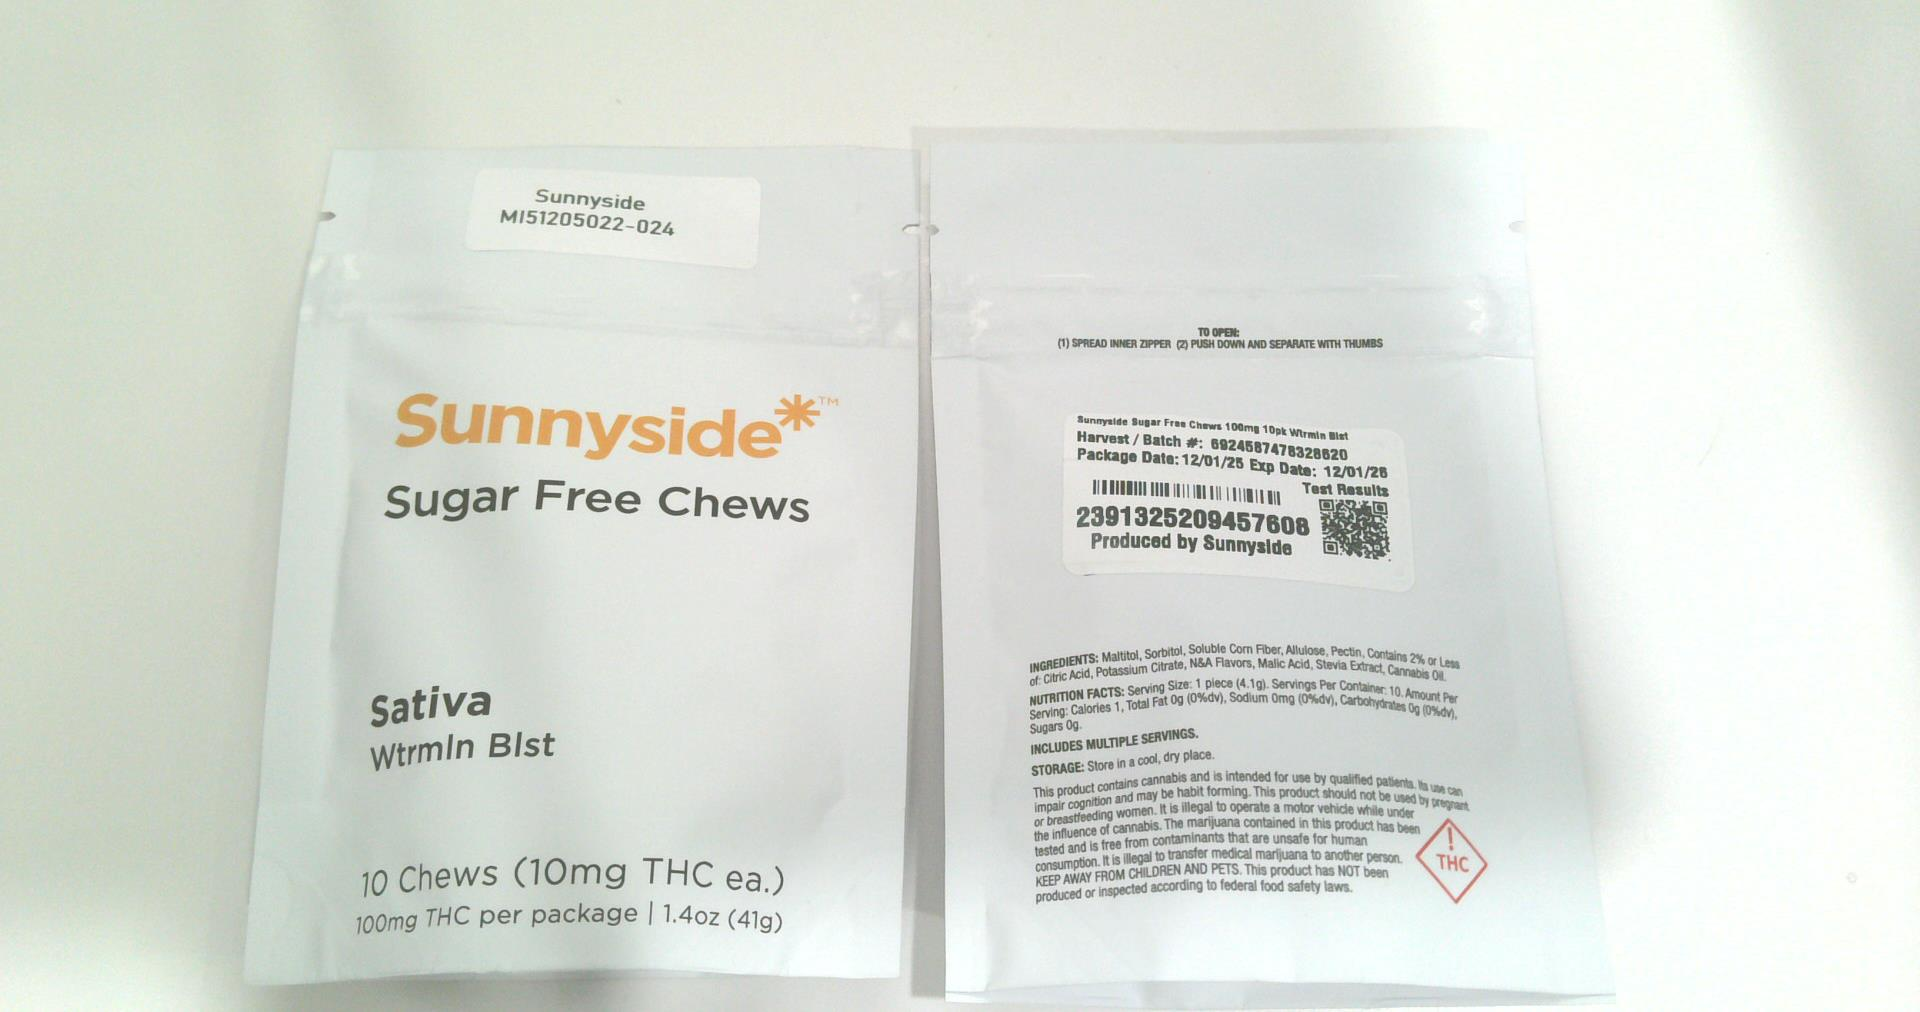 Sunnyside
MI51205022-024
Sunnyside*™
Sugar Free Chews
Sativa
Wtrmln Blst
10 Chews (10mg THC ea.)
100mg THC per package | 1.4oz (41g)
TO OPEN:
(1) SPREAD INNER ZIPPER (2) PUSH DOWN AND SEPARATE WITH THUMBS
Sunnyside Sugar Free Chews 100mg 10pk Wtrmln Blst
Harvest / Batch #: 6924587478328620
Package Date: 12/01/25 Exp Date: 12/01/26
Test Results
2391325209457608
Produced by Sunnyside
INGREDIENTS: Maltitol, Sorbitol, Soluble Corn Fiber, Allulose, Pectin, Contains 2% or Less
of: Citric Acid, Potassium Citrate, N&A Flavors, Malic Acid, Stevia Extract, Cannabis Oil.
NUTRITION FACTS: Serving Size: 1 piece (4.1g). Servings Per Container: 10. Amount Per
Serving: Calories 1, Total Fat 0g (0%dv), Sodium 0mg (0%dv), Carbohydrates 0g (0%dv),
Sugars 0g.
INCLUDES MULTIPLE SERVINGS.
STORAGE: Store in a cool, dry place.
This product contains cannabis and is intended for use by qualified patients. Its use can
impair cognition and may be habit forming. This product should not be used by pregnant
or breastfeeding women. It is illegal to operate a motor vehicle while under
the influence of cannabis. The marijuana contained in this product has been
tested and is free from contaminants that are unsafe for human
consumption. It is illegal to transfer medical marijuana to another person.
KEEP AWAY FROM CHILDREN AND PETS. This product has NOT been
produced or inspected according to federal food safety laws.
!
THC